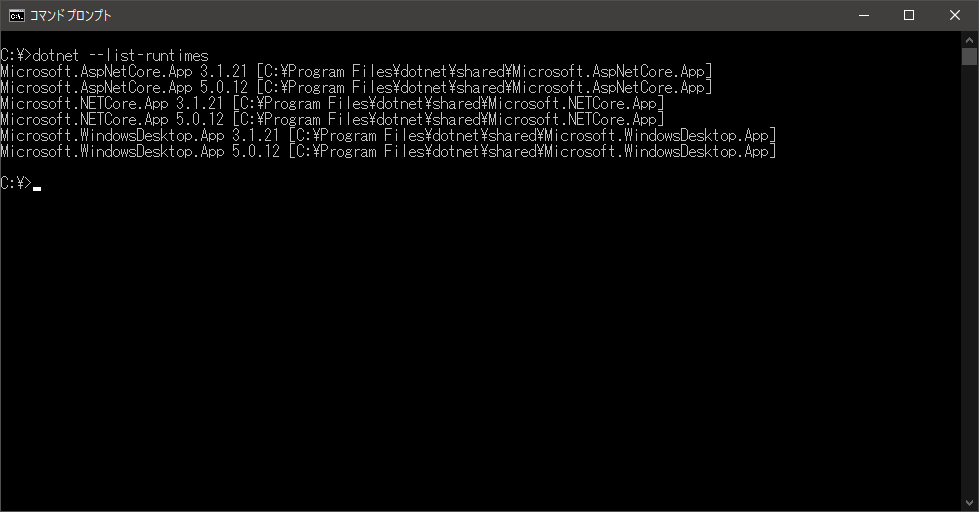 コマンド プロンプト
C:¥>dotnet --list-runtimes
Microsoft.AspNetCore.App 3.1.21 [C:¥Program Files¥dotnet¥shared¥Microsoft.AspNetCore.App]
Microsoft.AspNetCore.App 5.0.12 [C:¥Program Files¥dotnet¥shared¥Microsoft.AspNetCore.App]
Microsoft.NETCore.App 3.1.21 [C:¥Program Files¥dotnet¥shared¥Microsoft.NETCore.App]
Microsoft.NETCore.App 5.0.12 [C:¥Program Files¥dotnet¥shared¥Microsoft.NETCore.App]
Microsoft.WindowsDesktop.App 3.1.21 [C:¥Program Files¥dotnet¥shared¥Microsoft.WindowsDesktop.App]
Microsoft.WindowsDesktop.App 5.0.12 [C:¥Program Files¥dotnet¥shared¥Microsoft.WindowsDesktop.App]
C:¥>